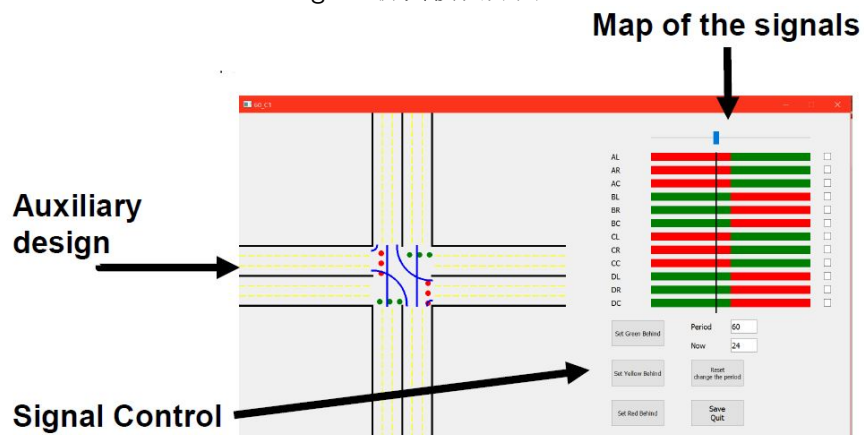 Map of the signals
s0_c1
AL
AR
AC
BL
BR
BC
CL
CR
CC
DL
DR
DC
Auxiliary
design
Set Green Behind
Period 60
Now 24
Set Yellow Behind
Reset
change the period
Set Red Behind
Save
Quit
Signal Control